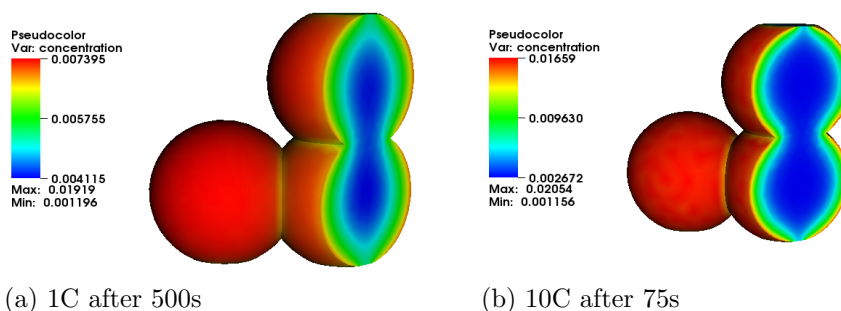 Pseudocolor
Var: concentration
0.007395
0.005755
0.004115
Max: 0.01919
Min: 0.001196
(a) 1C after 500s
Pseudocolor
Var: concentration
0.01659
0.009630
0.002672
Max: 0.02054
Min: 0.001156
(b) 10C after 75s